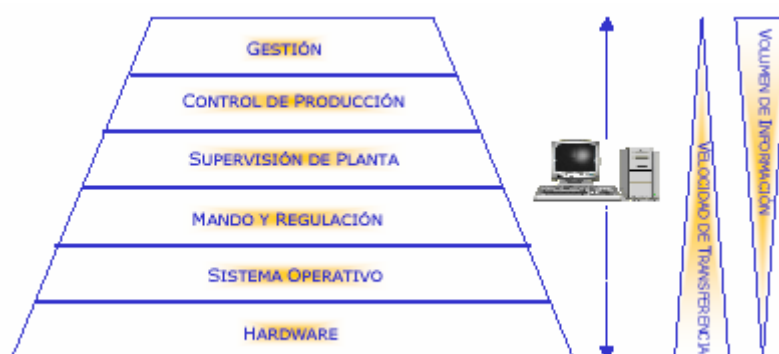 GESTIÓN
CONTROL DE PRODUCCIÓN
SUPERVISIÓN DE PLANTA
MANDO Y REGULACIÓN
SISTEMA OPERATIVO
HARDWARE
VELOCIDAD DE TRANSFERENCIA
VOLUMEN DE INFORMACIÓN